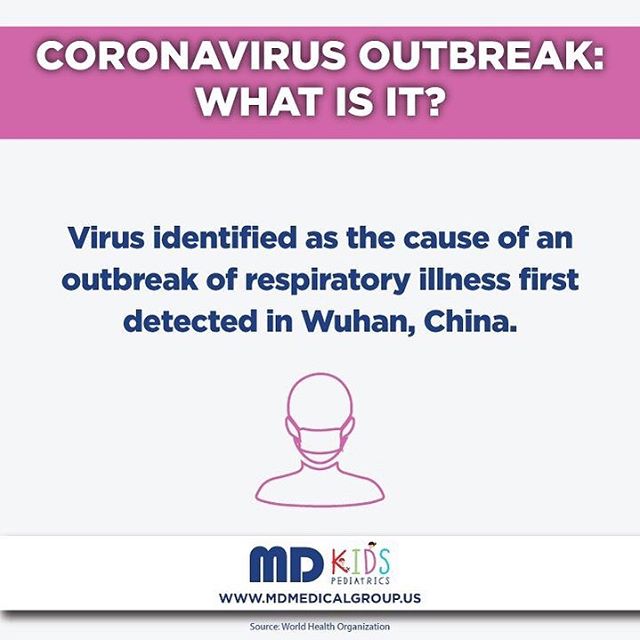 CORONAVIRUS OUTBREAK:
WHAT IS IT?
Virus identified as the cause of an
outbreak of respiratory illness first
detected in Wuhan, China.
MD KIDS
PEDIATRICS
WWW.MDMEDICALGROUP.US
Source: World Health Organization